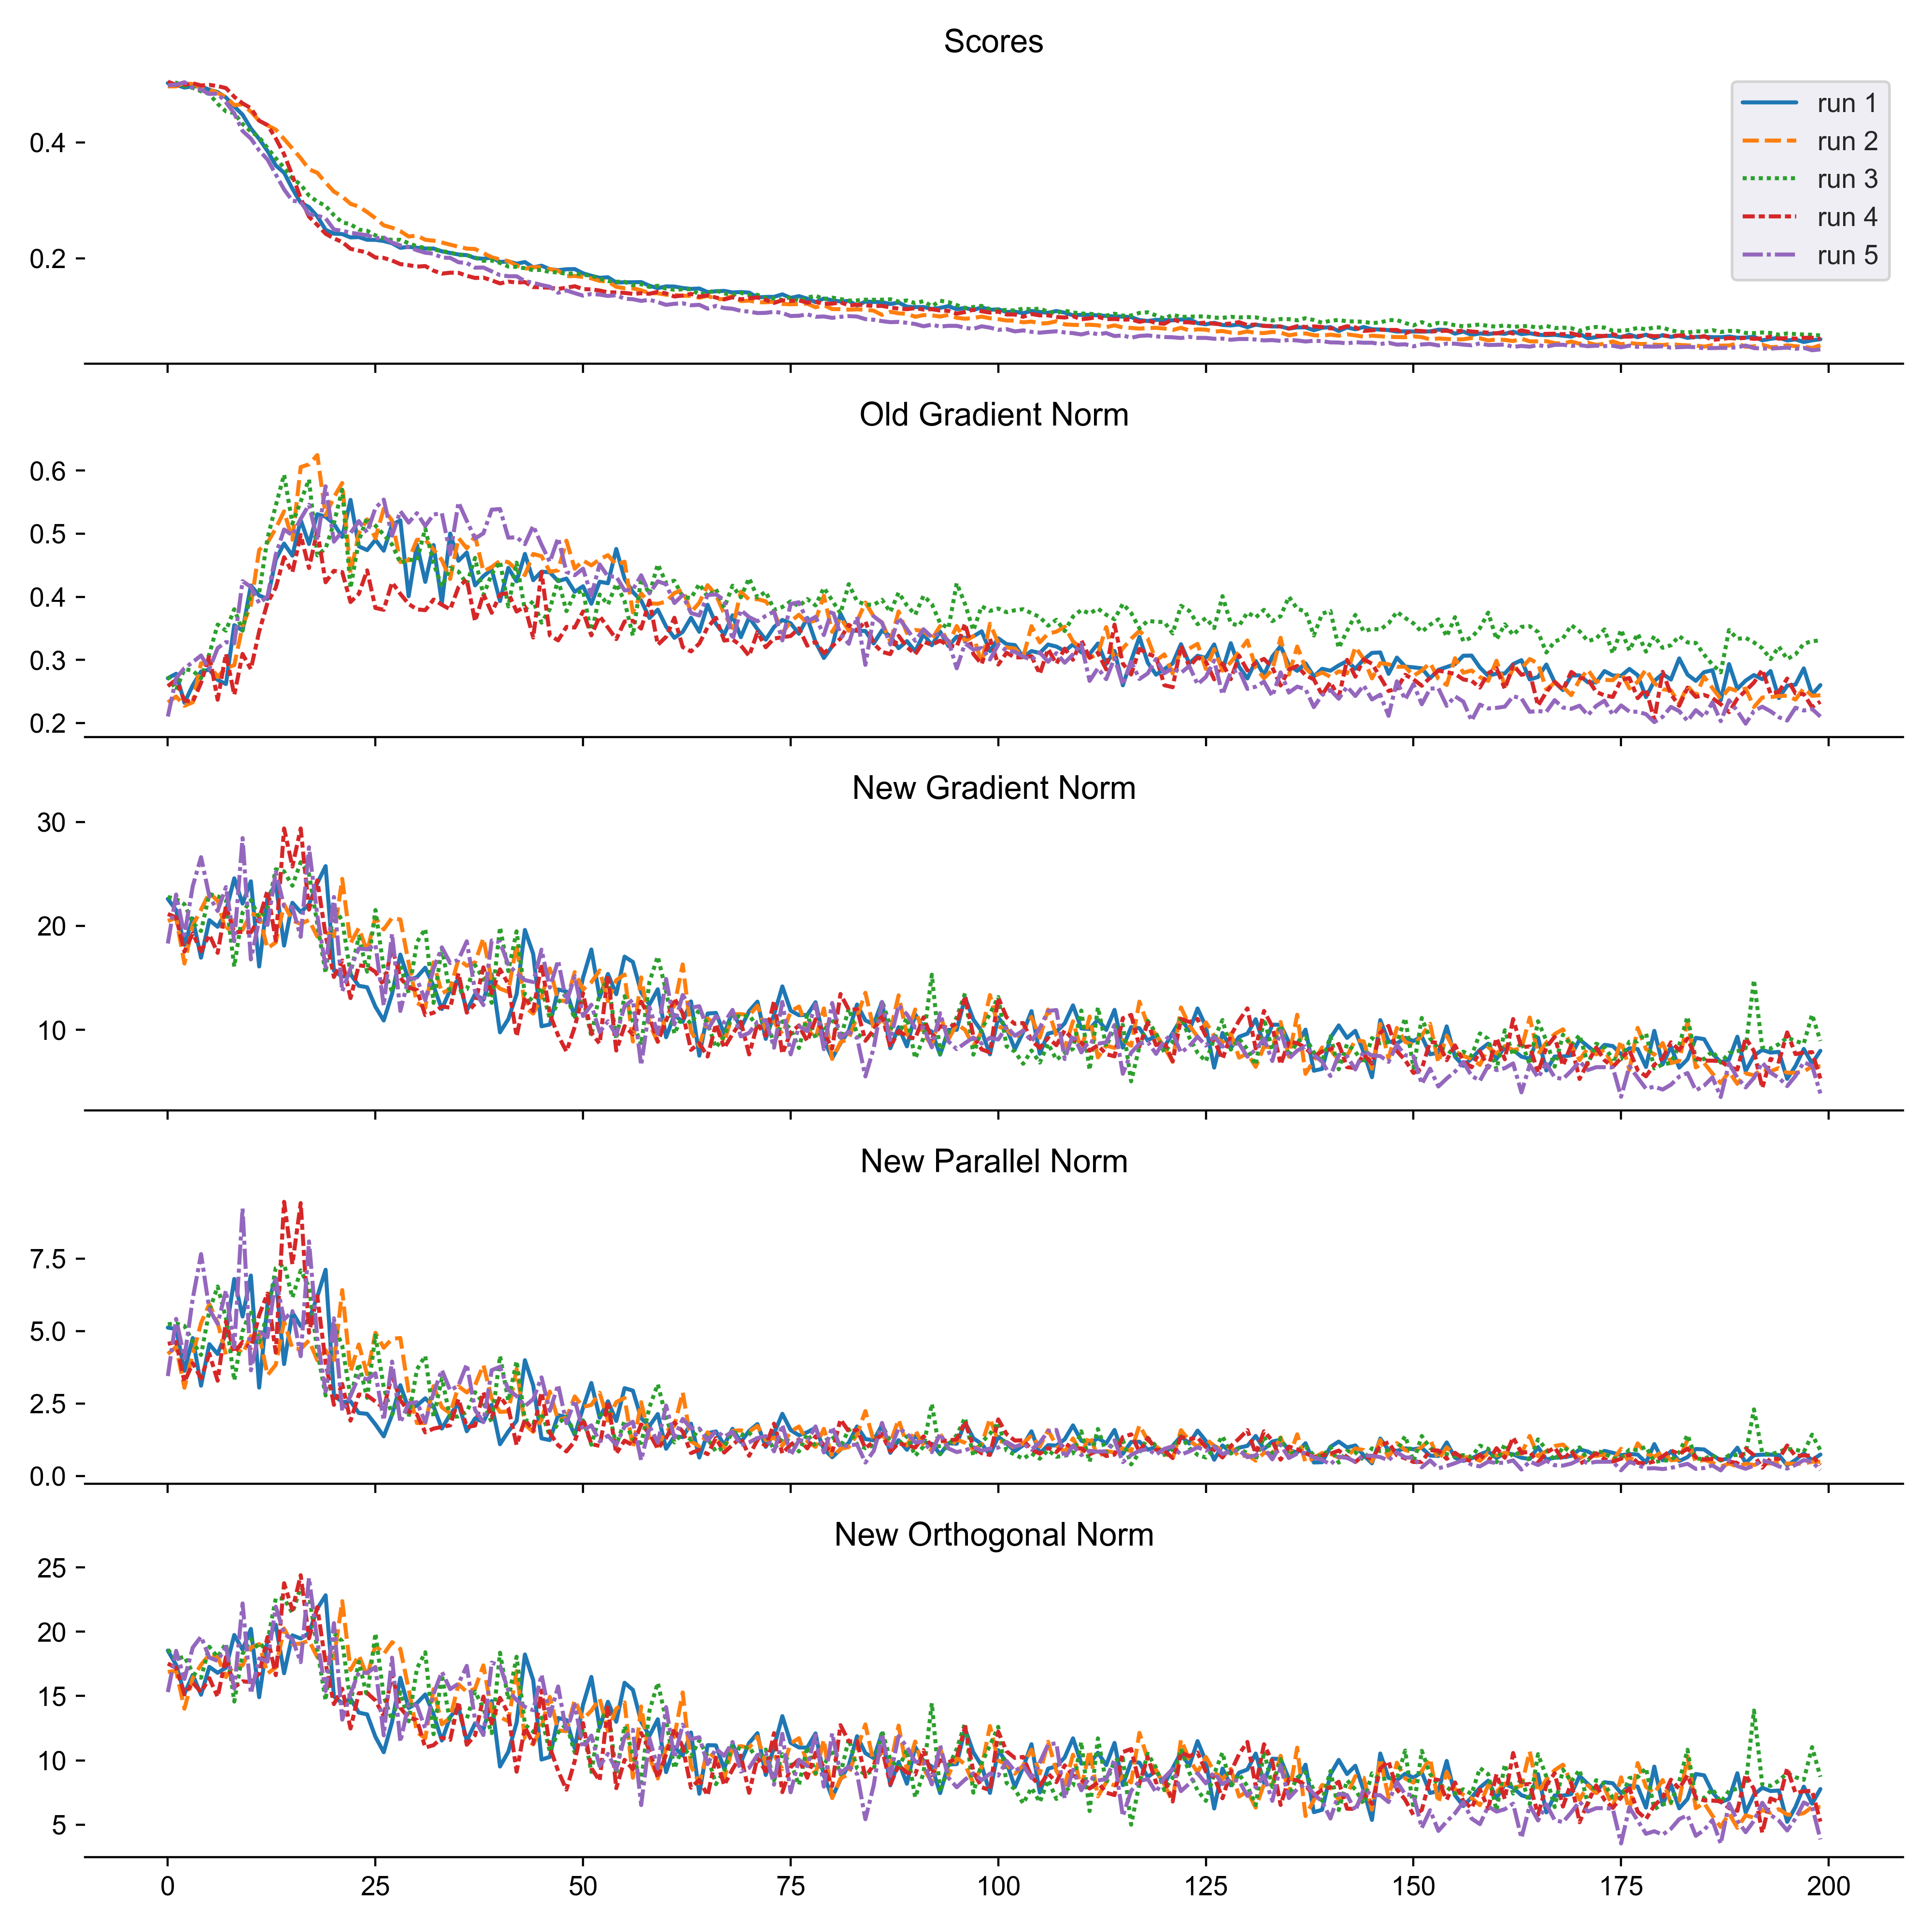 Scores
0.4
0.2
run 1
run 2
run 3
run 4
run 5
Old Gradient Norm
0.6
0.5
0.4
0.3
0.2
New Gradient Norm
30
20
10
New Parallel Norm
7.5
5.0
2.5
0.0
New Orthogonal Norm
25
20
15
10
5
0 25 50 75 100 125 150 175 200